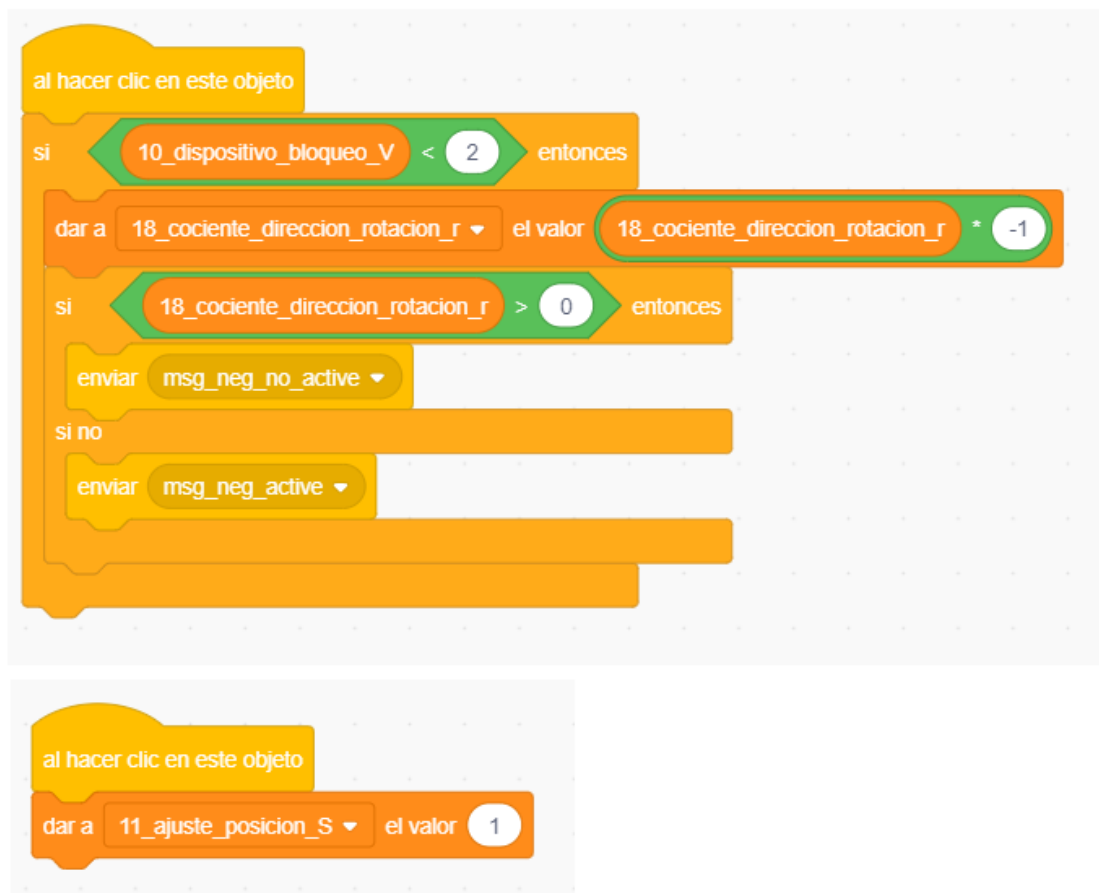 al hacer clic en este objeto
si 10_dispositivo_bloqueo_V < 2 entonces
dar a 18_cociente_direccion_rotacion_r el valor 18_cociente_direccion_rotacion_r * -1
si 18_cociente_direccion_rotacion_r > 0 entonces
enviar msg_neg_no_active
si no
enviar msg_neg_active
al hacer clic en este objeto
dar a 11_ajuste_posicion_S el valor 1